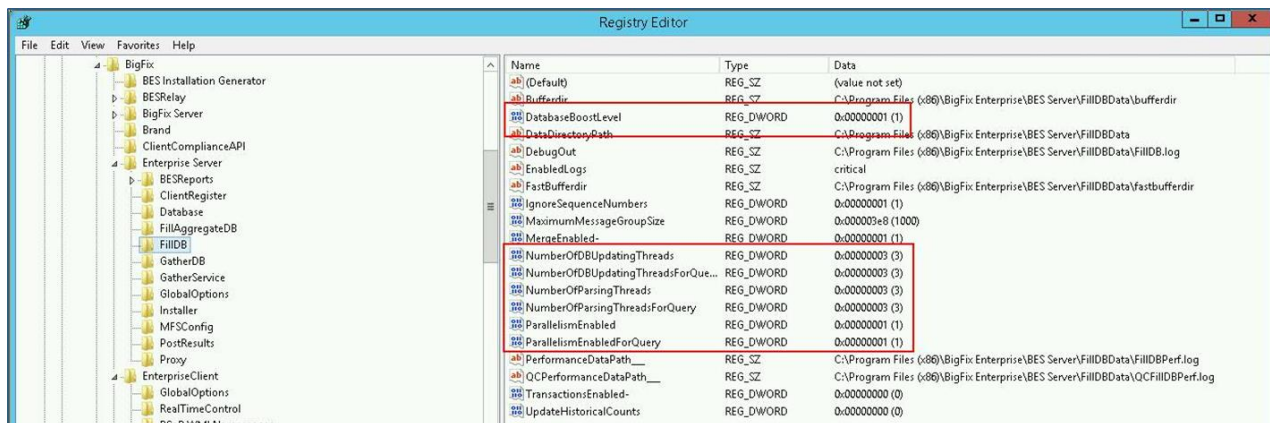 Registry Editor
File Edit View Favorites Help
BigFix
BES Installation Generator
BESRelay
BigFix Server
Brand
ClientComplianceAPI
Enterprise Server
BESReports
ClientRegister
Database
FillAggregateDB
FillDB
GatherDB
GatherService
GlobalOptions
Installer
MFSConfig
PostResults
Proxy
EnterpriseClient
GlobalOptions
RealTimeControl
Name Type Data
(Default) REG_SZ (value not set)
Bufferdir REG_SZ C:\Program Files (x86)\BigFix Enterprise\BES Server\FillDBData\bufferdir
DatabaseBoostLevel REG_DWORD 0x00000001 (1)
DataDirectoryPath REG_SZ C:\Program Files (x86)\BigFix Enterprise\BES Server\FillDBData
DebugOut REG_SZ C:\Program Files (x86)\BigFix Enterprise\BES Server\FillDBData\FillDB.log
EnabledLogs REG_SZ critical
FastBufferdir REG_SZ C:\Program Files (x86)\BigFix Enterprise\BES Server\FillDBData\fastbufferdir
IgnoreSequenceNumbers REG_DWORD 0x00000001 (1)
MaximumMessageGroupSize REG_DWORD 0x000003e8 (1000)
MergeEnabled- REG_DWORD 0x00000001 (1)
NumberOfDBUpdatingThreads REG_DWORD 0x00000003 (3)
NumberOfDBUpdatingThreadsForQue... REG_DWORD 0x00000003 (3)
NumberOfParsingThreads REG_DWORD 0x00000003 (3)
NumberOfParsingThreadsForQuery REG_DWORD 0x00000003 (3)
ParallelismEnabled REG_DWORD 0x00000001 (1)
ParallelismEnabledForQuery REG_DWORD 0x00000001 (1)
PerformanceDataPath___ REG_SZ C:\Program Files (x86)\BigFix Enterprise\BES Server\FillDBData\FillDBPerf.log
QCPerformanceDataPath___ REG_SZ C:\Program Files (x86)\BigFix Enterprise\BES Server\FillDBData\QCFillDBPerf.log
TransactionsEnabled- REG_DWORD 0x00000000 (0)
UpdateHistoricalCounts REG_DWORD 0x00000000 (0)